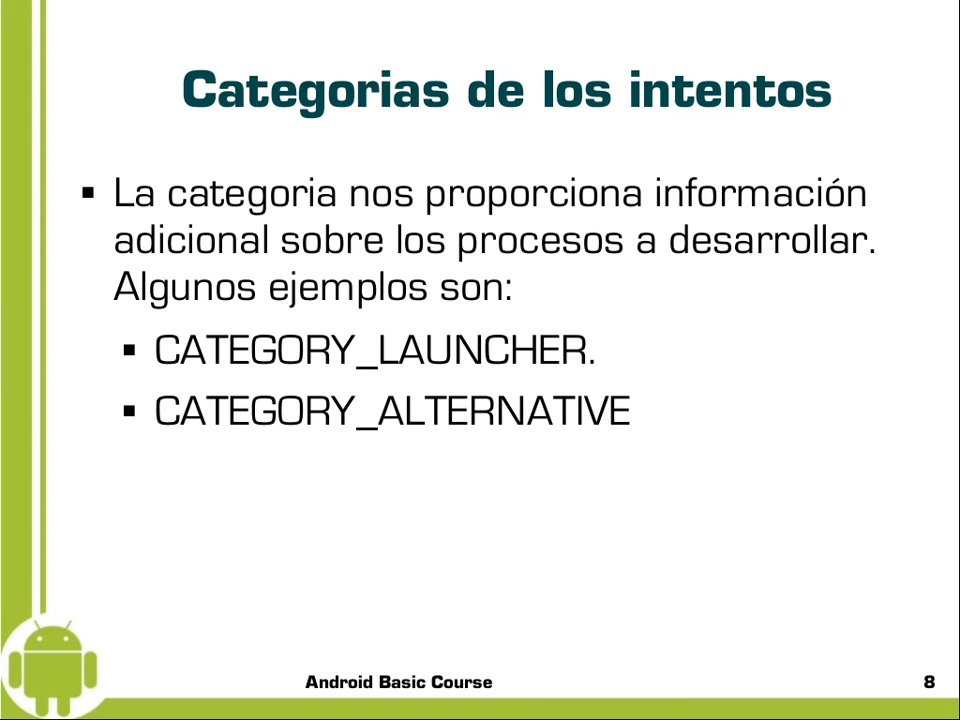 Categorias de los intentos
▪ La categoria nos proporciona información
adicional sobre los procesos a desarrollar.
Algunos ejemplos son:
▪ CATEGORY_LAUNCHER.
▪ CATEGORY_ALTERNATIVE
Android Basic Course
8